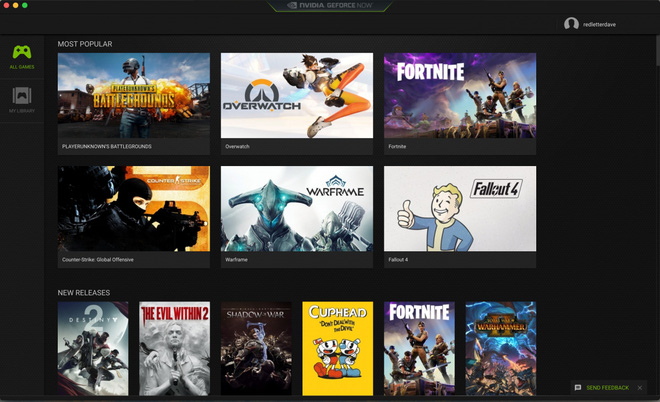 NVIDIA GEFORCE NOW
redletterdave
ALL GAMES
MY LIBRARY
MOST POPULAR
PLAYERUNKNOWN'S
BATTLEGROUNDS
OVERWATCH
FORTNITE
PLAYERUNKNOWN'S BATTLEGROUNDS
Overwatch
Fortnite
COUNTER STRIKE
WARFRAME
Fallout 4
Counter-Strike: Global Offensive
Warframe
Fallout 4
NEW RELEASES
DESTINY 2
THE EVIL WITHIN 2
SHADOW OF WAR
CUPHEAD
"DON'T DEAL WITH
THE DEVIL"
FORTNITE
WARHAMMER
II
SEND FEEDBACK